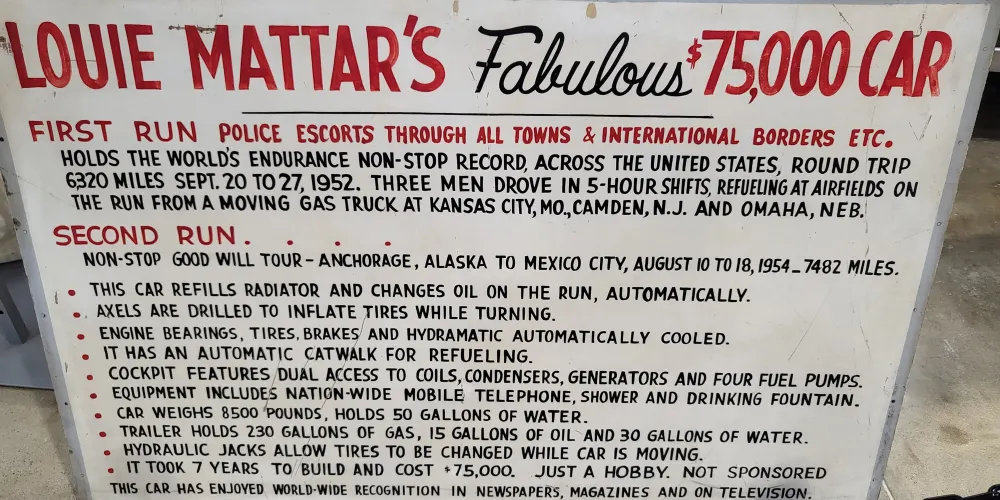 LOUIE MATTAR'S Fabulous $75,000 CAR
FIRST RUN POLICE ESCORTS THROUGH ALL TOWNS & INTERNATIONAL BORDERS ETC.
HOLDS THE WORLD'S ENDURANCE NON-STOP RECORD, ACROSS THE UNITED STATES, ROUND TRIP
6320 MILES SEPT. 20 TO 27, 1952. THREE MEN DROVE IN 5-HOUR SHIFTS, REFUELING AT AIRFIELDS ON
THE RUN FROM A MOVING GAS TRUCK AT KANSAS CITY, MO., CAMDEN, N.J. AND OMAHA, NEB.
SECOND RUN. . . . .
NON-STOP GOOD WILL TOUR - ANCHORAGE, ALASKA TO MEXICO CITY, AUGUST 10 TO 18, 1954 - 7482 MILES.
• THIS CAR REFILLS RADIATOR AND CHANGES OIL ON THE RUN, AUTOMATICALLY.
• AXELS ARE DRILLED TO INFLATE TIRES WHILE TURNING.
• ENGINE BEARINGS, TIRES, BRAKES AND HYDRAMATIC AUTOMATICALLY COOLED.
• IT HAS AN AUTOMATIC CATWALK FOR REFUELING.
• COCKPIT FEATURES DUAL ACCESS TO COILS, CONDENSERS, GENERATORS AND FOUR FUEL PUMPS.
• EQUIPMENT INCLUDES NATION-WIDE MOBILE TELEPHONE, SHOWER AND DRINKING FOUNTAIN.
• CAR WEIGHS 8500 POUNDS, HOLDS 50 GALLONS OF WATER.
• TRAILER HOLDS 230 GALLONS OF GAS, 15 GALLONS OF OIL AND 30 GALLONS OF WATER.
• HYDRAULIC JACKS ALLOW TIRES TO BE CHANGED WHILE CAR IS MOVING.
• IT TOOK 7 YEARS TO BUILD AND COST $75,000. JUST A HOBBY. NOT SPONSORED
THIS CAR HAS ENJOYED WORLD-WIDE RECOGNITION IN NEWSPAPERS, MAGAZINES AND ON TELEVISION.